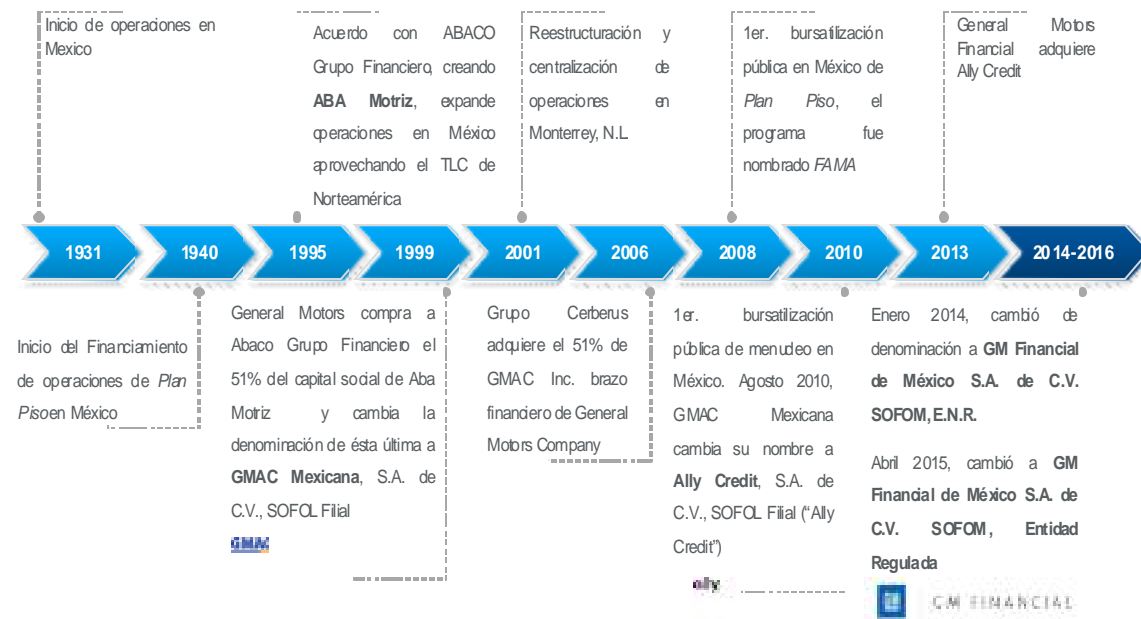 Inicio de operaciones en
Mexico
Acuerdo con ABACO
Grupo Financiero, creando
ABA Motriz, expande
operaciones en México
aprovechando el TLC de
Norteamérica
Reestructuración y
centralización de
operaciones en
Monterrey, N.L
1er. bursatilización
pública en México de
Plan Piso, el
programa fue
nombrado FAMA
General Motors
Financial adquiere
Ally Credit
1931
1940
1995
1999
2001
2006
2008
2010
2013
2014-2016
Inicio del Financiamiento
de operaciones de Plan
Piso en México
General Motors compra a
Abaco Grupo Financiero el
51% del capital social de Aba
Motriz y cambia la
denominación de ésta última a
GMAC Mexicana, S.A. de
C.V., SOFOL Filial
GMAC
Grupo Cerberus
adquiere el 51% de
GMAC Inc. brazo
financiero de General
Motors Company
1er. bursatilización
pública de menudeo en
México. Agosto 2010,
GMAC Mexicana
cambia su nombre a
Ally Credit, S.A. de
C.V., SOFOL Filial (“Ally
Credit”)
ally
Enero 2014, cambió de
denominación a GM Financial
de México S.A. de C.V.
SOFOM, E.N.R.
Abril 2015, cambió a GM
Financial de México S.A. de
C.V. SOFOM, Entidad
Regulada
GM FINANCIAL